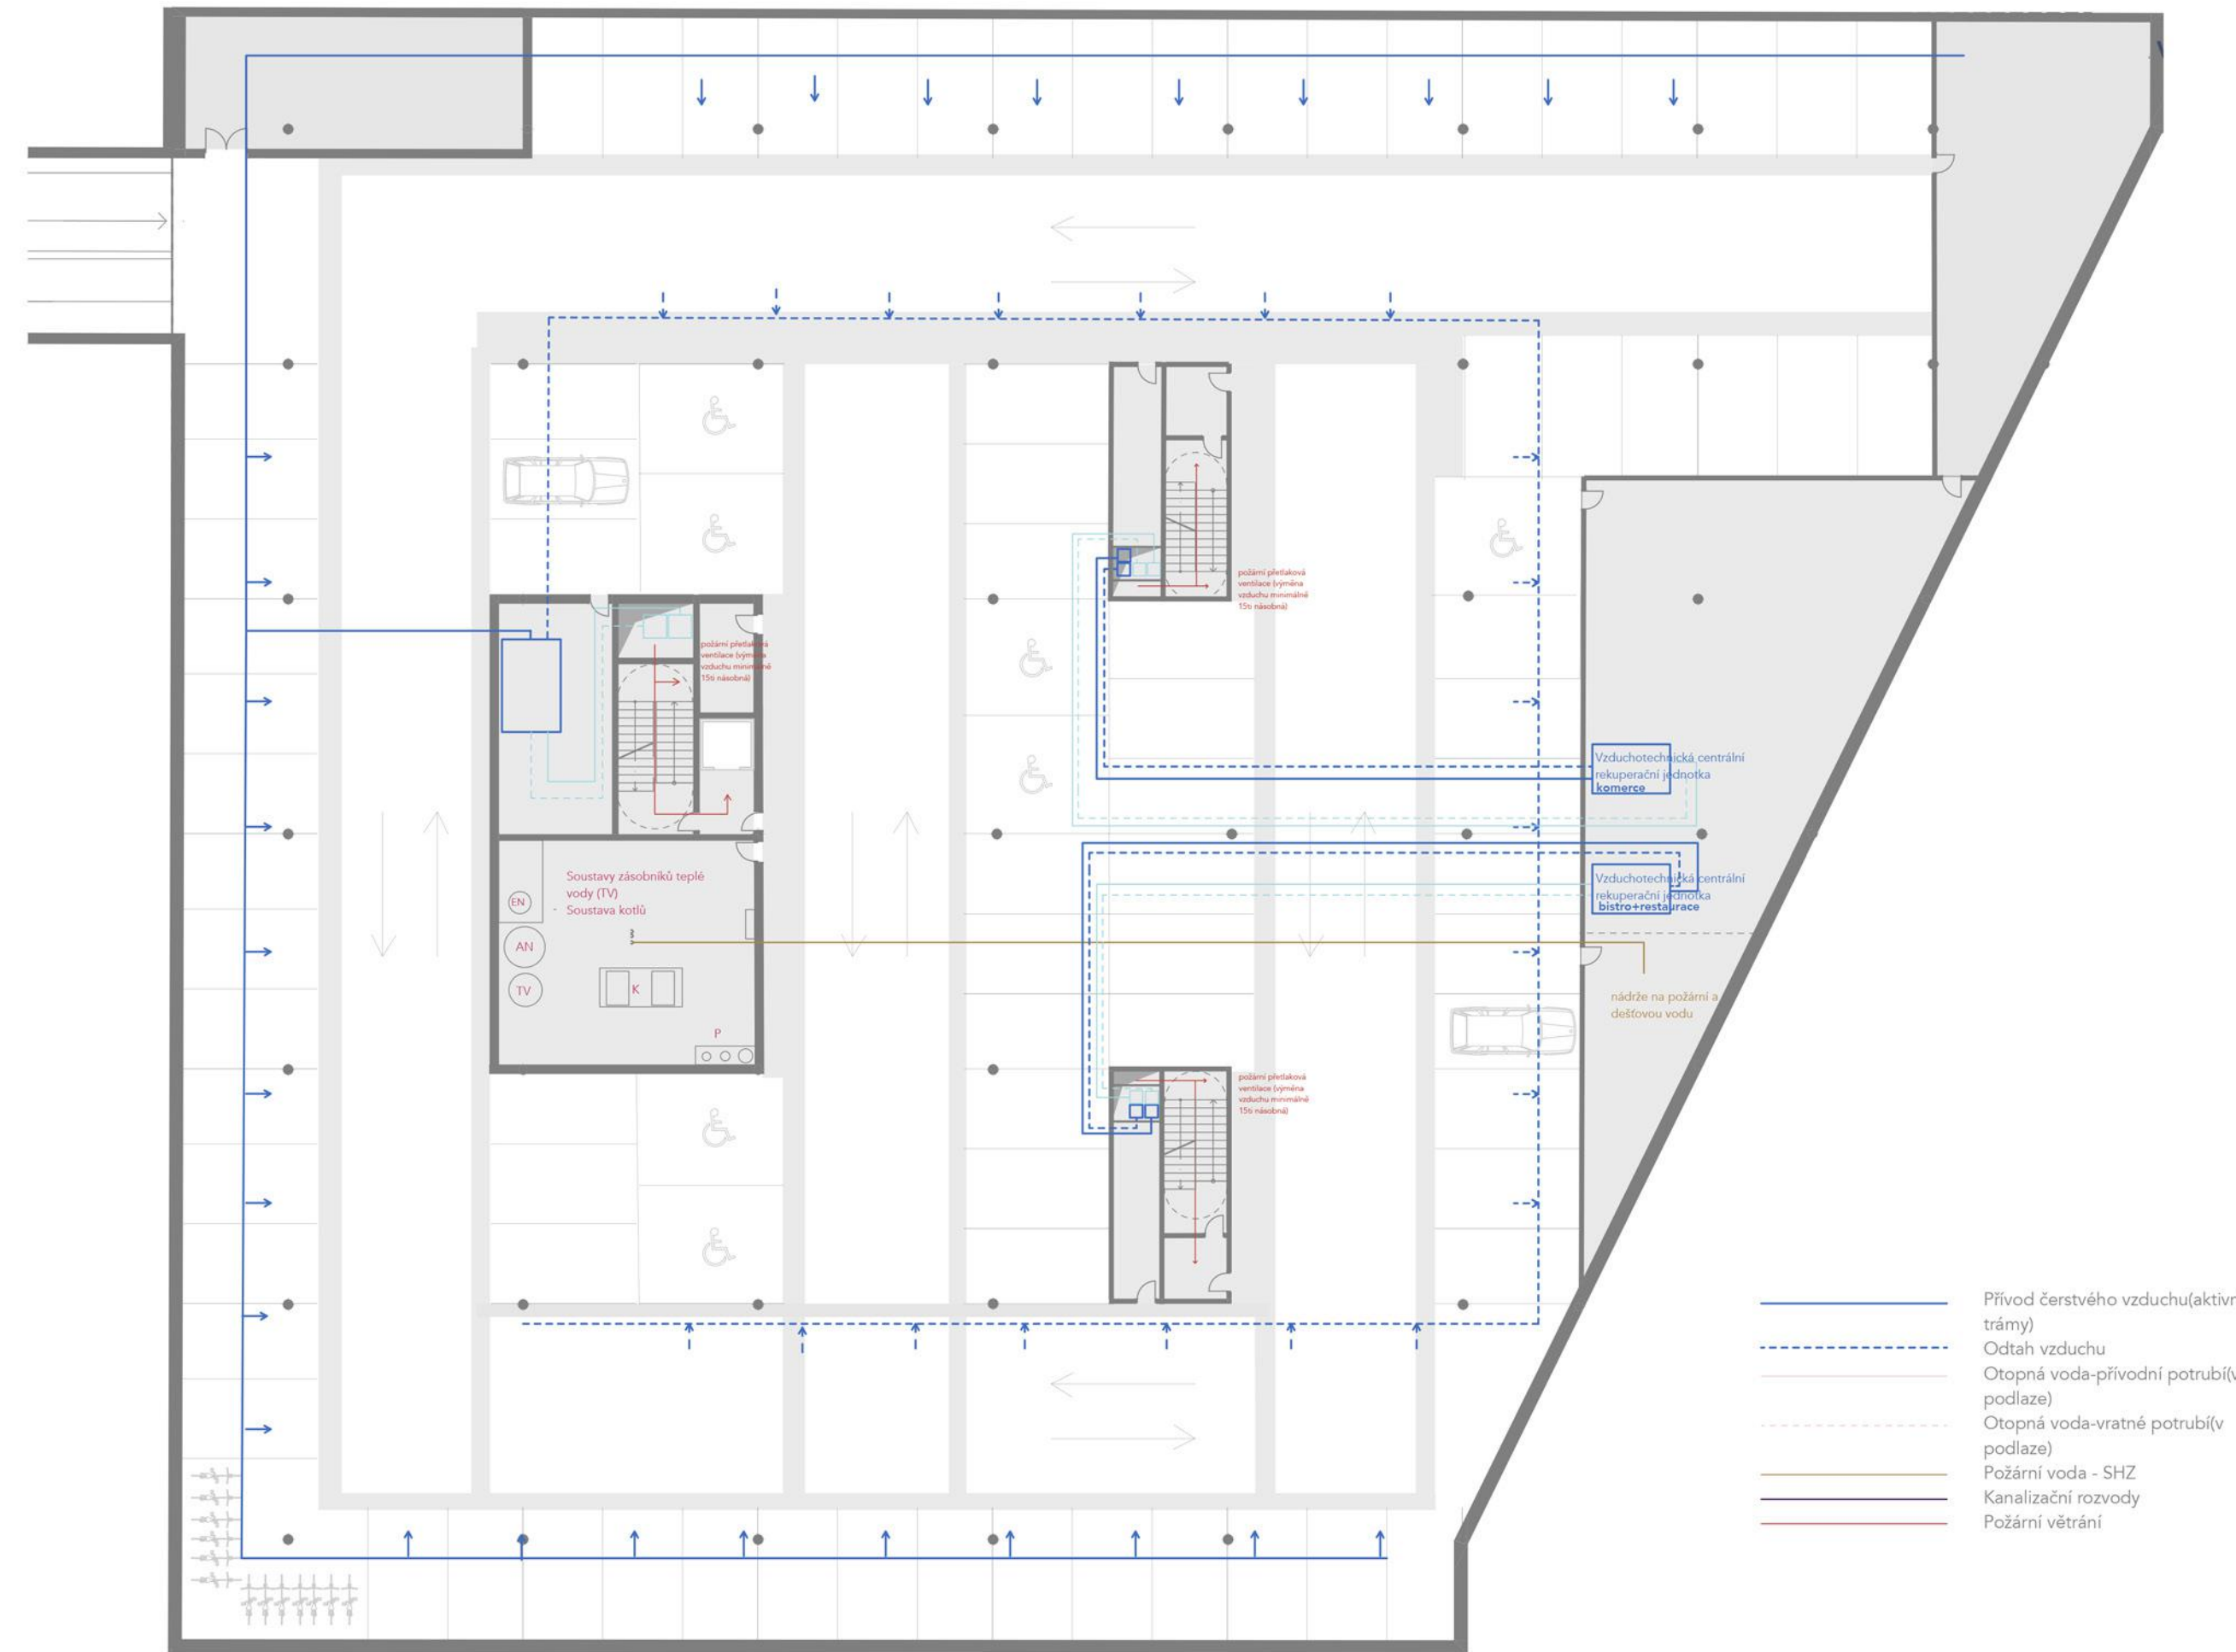 požární přetlaková
ventilace (výměna
vzduchu minimálně
15ti násobná)
požární přetlaková
ventilace (výměna
vzduchu minimálně
15ti násobná)
Vzduchotechnická centrální
rekuperační jednotka
komerce
Soustavy zásobníků teplé
vody (TV)
- Soustava kotlů
EN
AN
TV
K
P
Vzduchotechnická centrální
rekuperační jednotka
bistro+restaurace
nádrže na požární a
dešťovou vodu
požární přetlaková
ventilace (výměna
vzduchu minimálně
15ti násobná)
Přívod čerstvého vzduchu(aktivn
trámy)
Odtah vzduchu
Otopná voda-přívodní potrubí(v
podlaze)
Otopná voda-vratné potrubí(v
podlaze)
Požární voda - SHZ
Kanalizační rozvody
Požární větrání